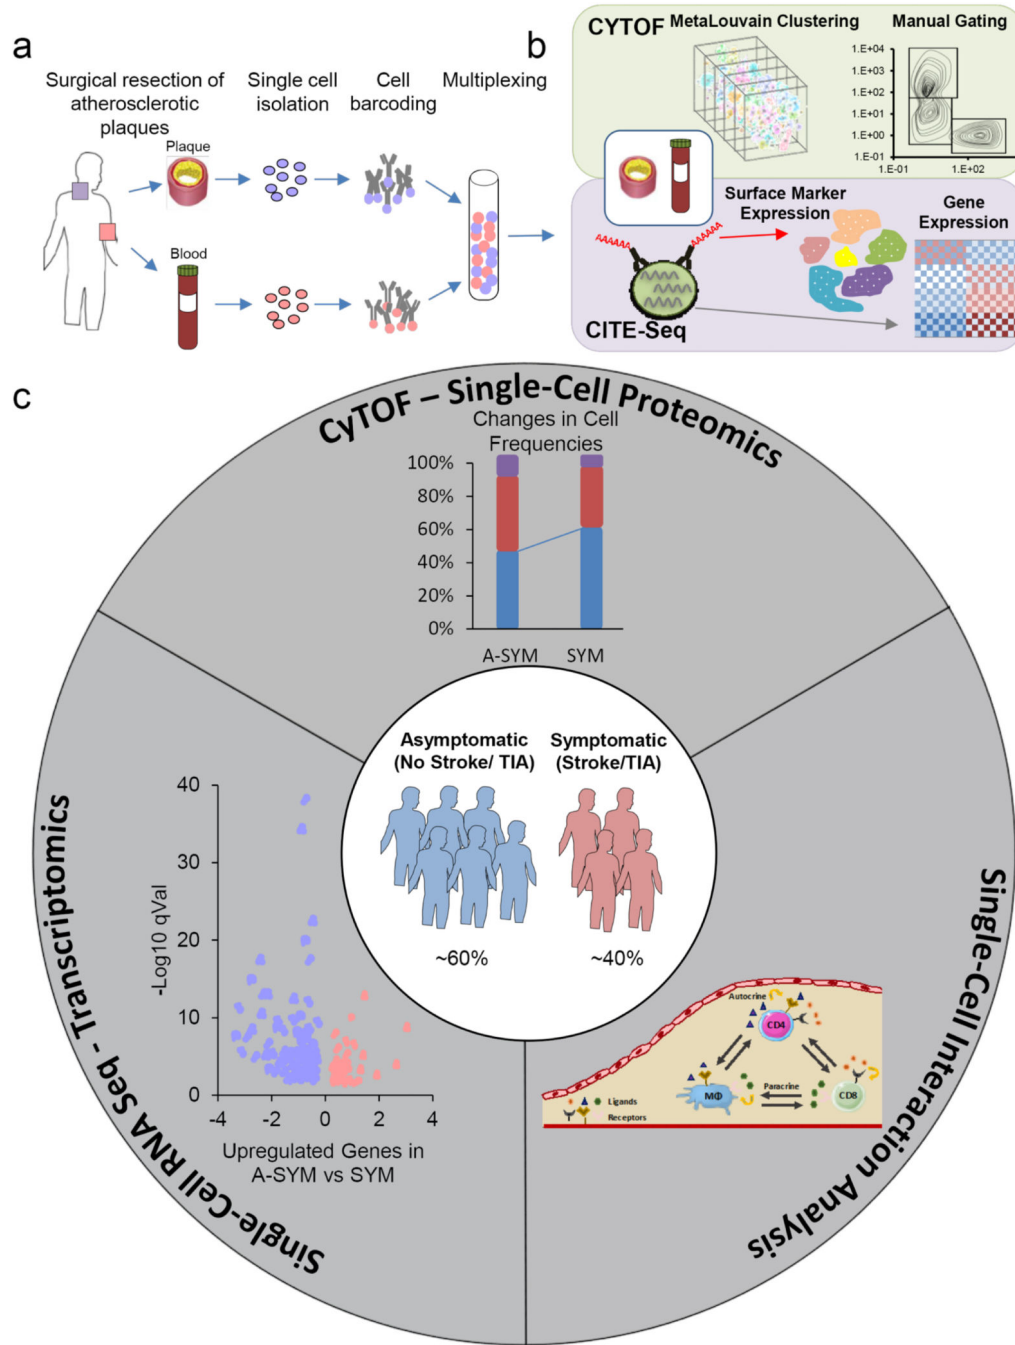 a
Surgical resection of
atherosclerotic
plaques
Single cell
isolation
Cell
barcoding
Multiplexing
Plaque
Blood
b
CYTOF
MetaLouvain Clustering
Manual Gating
1.E+04
1.E+03
1.E+02
1.E+01
1.E+00
1.E-01
1.E-01
1.E+02
Surface Marker
Expression
Gene
Expression
AAAAAA
AAAAAA
CITE-Seq
c
CyTOF – Single-Cell Proteomics
Changes in Cell
Frequencies
100%
80%
60%
40%
20%
0%
A-SYM
SYM
Asymptomatic
(No Stroke/ TIA)
Symptomatic
(Stroke/TIA)
~60%
~40%
Single-Cell RNA Seq - Transcriptomics
-Log10 qVal
40
30
20
10
0
-4
-2
0
2
4
Upregulated Genes in
A-SYM vs SYM
Single-Cell Interaction Analysis
Autocrine
CD4
MΦ
Paracrine
CD8
Ligands
Receptors